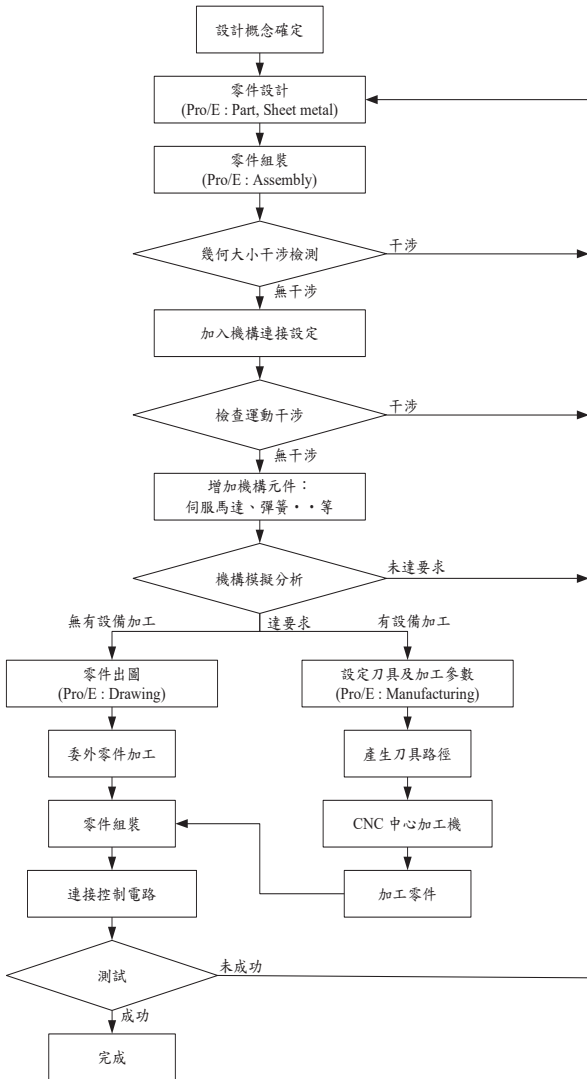 設計概念確定
零件設計
(Pro/E : Part, Sheet metal)
零件組裝
(Pro/E : Assembly)
幾何大小干涉檢測
干涉
無干涉
加入機構連接設定
檢查運動干涉
干涉
無干涉
增加機構元件：
伺服馬達、彈簧‧‧等
機構模擬分析
未達要求
無有設備加工
達要求
有設備加工
零件出圖
(Pro/E : Drawing)
設定刀具及加工參數
(Pro/E : Manufacturing)
委外零件加工
產生刀具路徑
零件組裝
CNC 中心加工機
連接控制電路
加工零件
測試
未成功
成功
完成